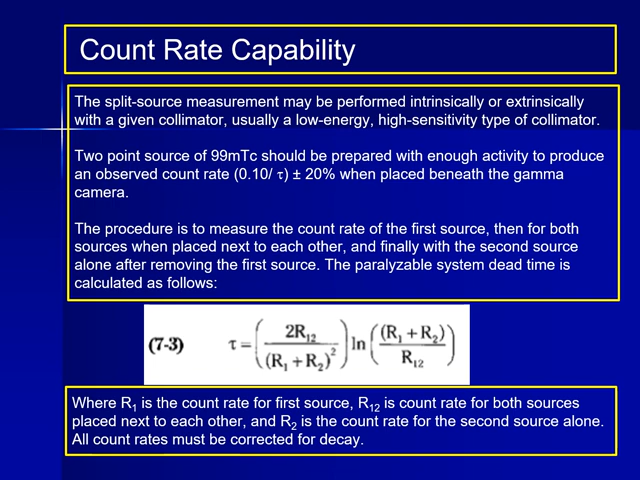 Count Rate Capability
The split-source measurement may be performed intrinsically or extrinsically
with a given collimator, usually a low-energy, high-sensitivity type of collimator.
Two point source of 99mTc should be prepared with enough activity to produce
an observed count rate (0.10/ τ) ± 20% when placed beneath the gamma
camera.
The procedure is to measure the count rate of the first source, then for both
sources when placed next to each other, and finally with the second source
alone after removing the first source. The paralyzable system dead time is
calculated as follows:
(7-3) τ = (2R₁₂ / (R₁ + R₂)²) ln ((R₁ + R₂) / R₁₂)
Where R₁ is the count rate for first source, R₁₂ is count rate for both sources
placed next to each other, and R₂ is the count rate for the second source alone.
All count rates must be corrected for decay.